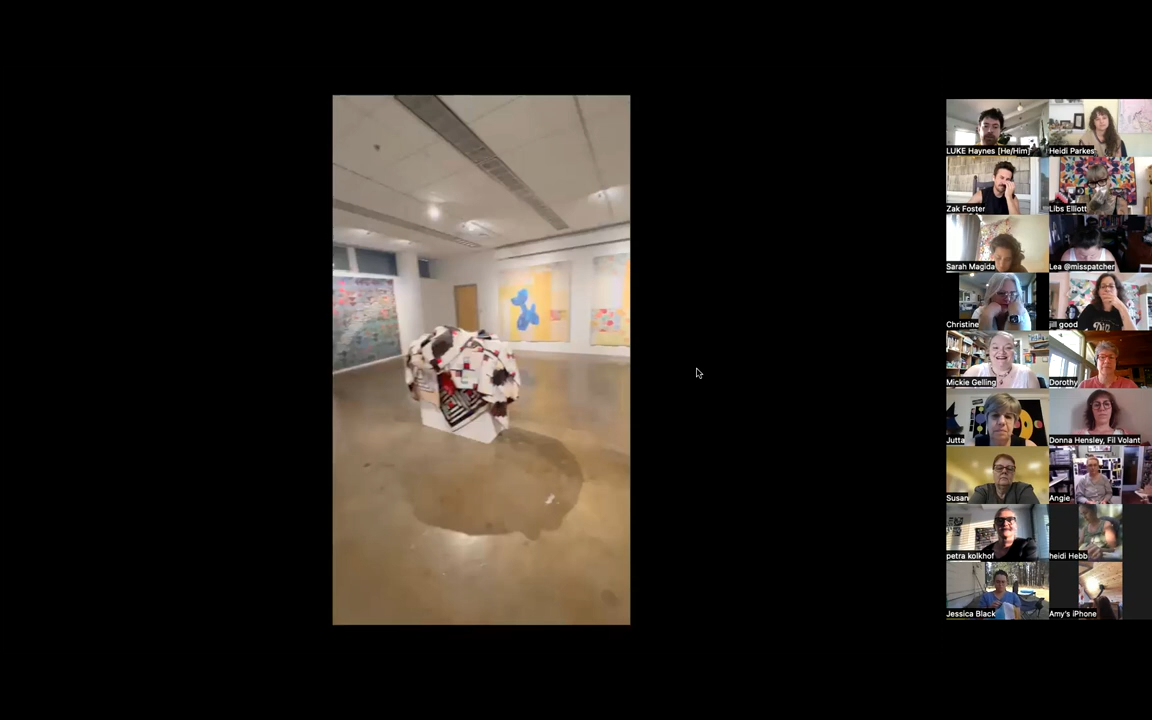 LUKE Haynes [He/Him]
Heidi Parkes
Zak Foster
Libs Elliott
Sarah Magida
Lea @misspatcher
Christine
jill good
Mickie Gelling
Dorothy
Jutta
Donna Hensley, Fil Volant
Susan
Angie
petra kolkhof
heidi Hebb
Jessica Black
Amy's iPhone